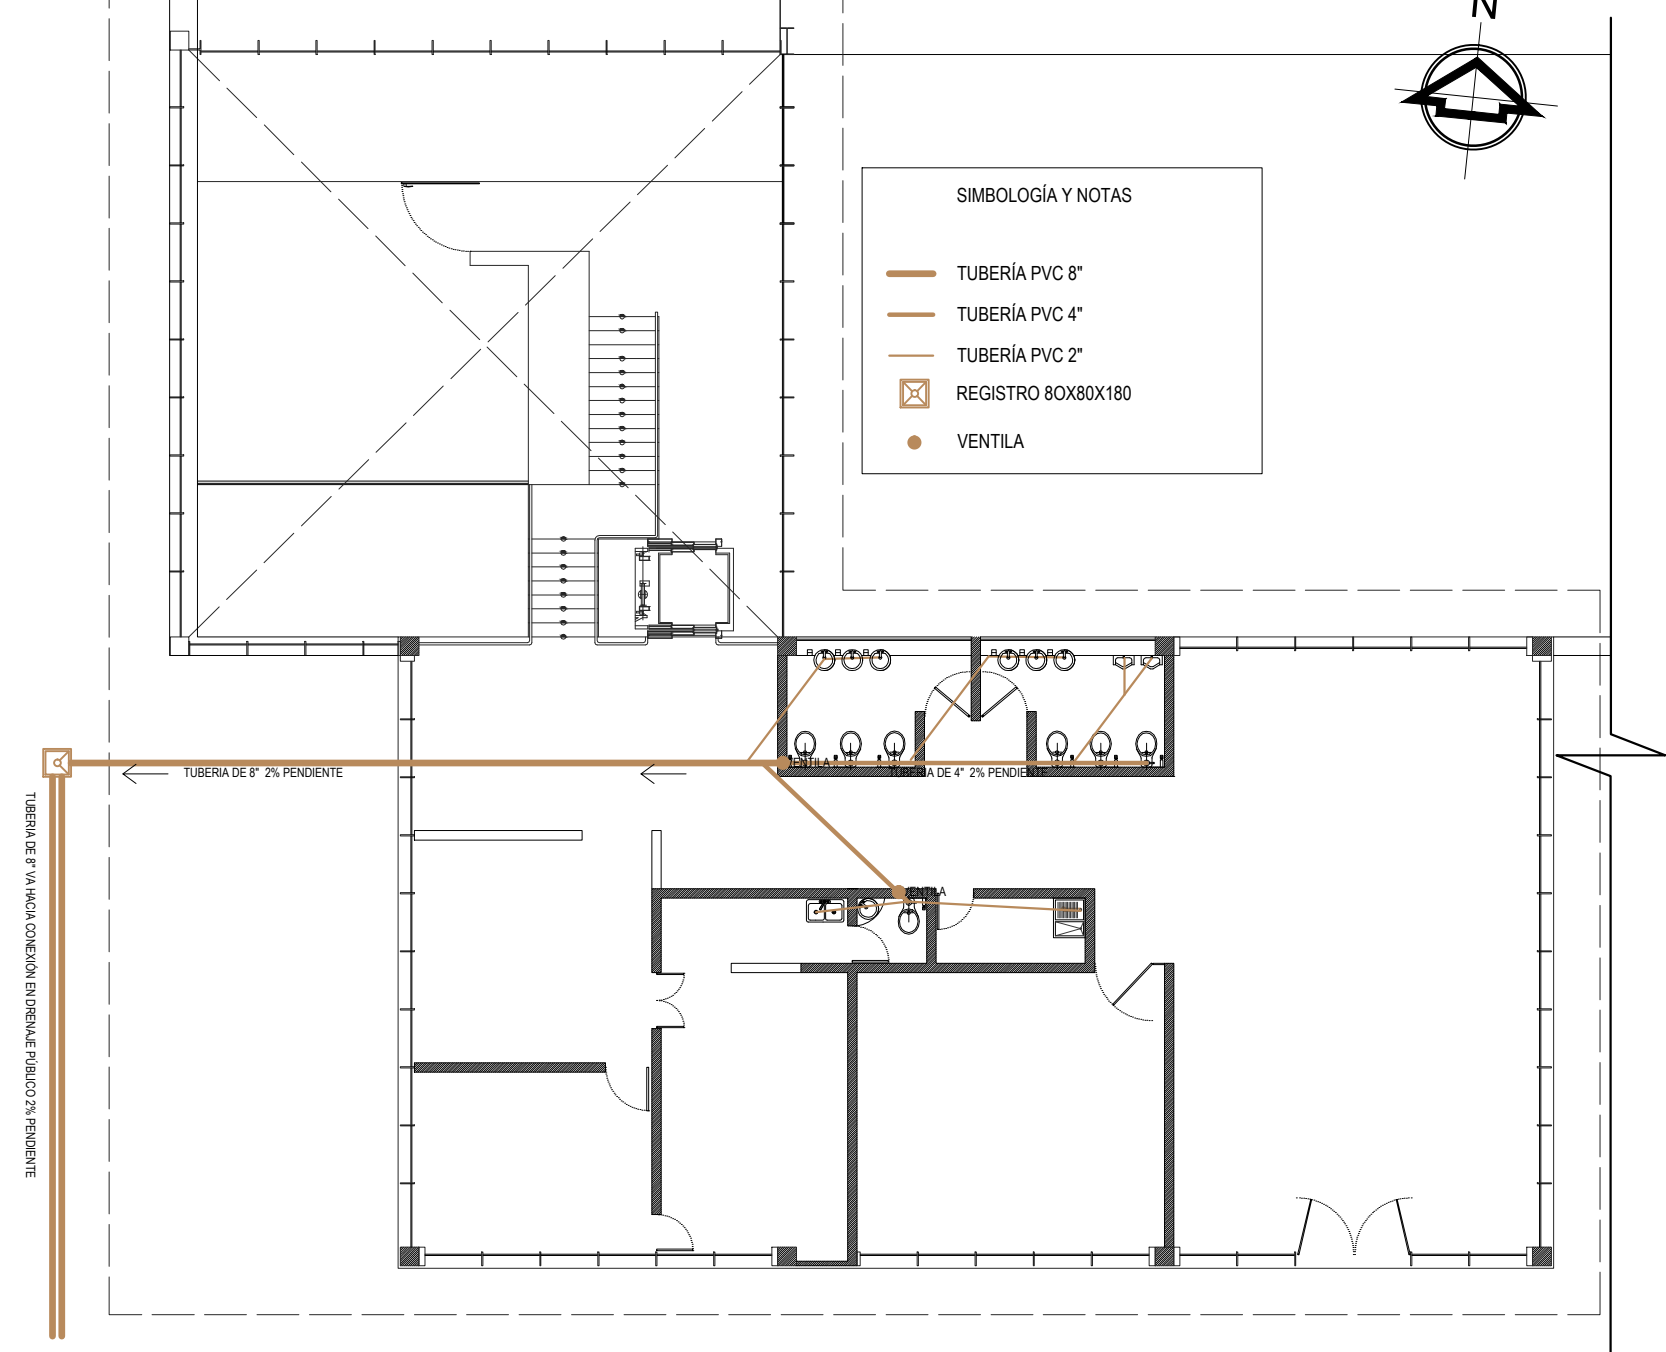 N
SIMBOLOGÍA Y NOTAS
TUBERÍA PVC 8"
TUBERÍA PVC 4"
TUBERÍA PVC 2"
REGISTRO 8OX80X180
VENTILA
TUBERIA DE 8" 2% PENDIENTE
VENTILA
TUBERIA DE 4" 2% PENDIENTE
TUBERIA DE 8" VA HACIA CONEXIÓN EN DRENAJE PÚBLICO 2% PENDIENTE
VENTILA